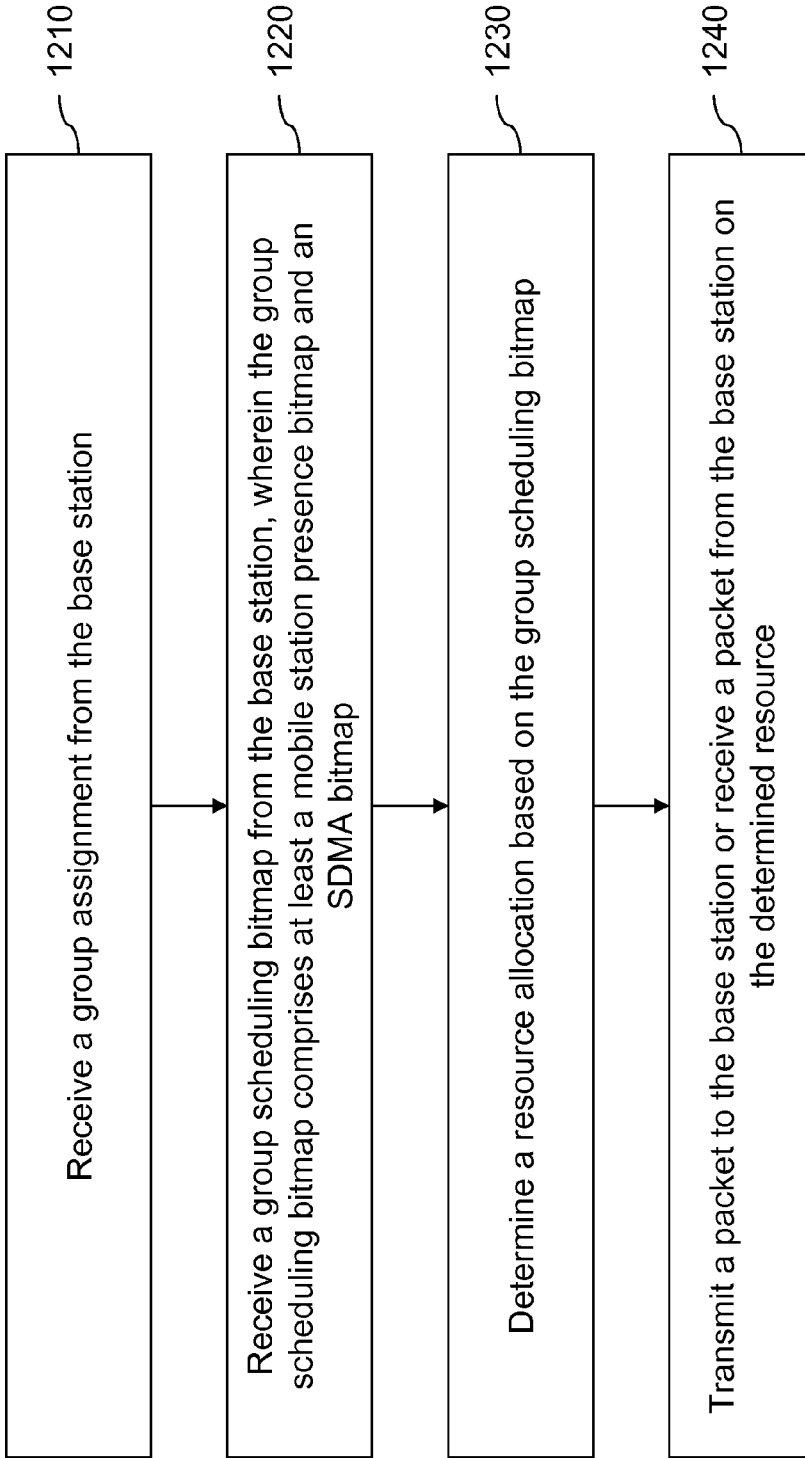 Receive a group assignment from the base station
1210
Receive a group scheduling bitmap from the base station, wherein the group
scheduling bitmap comprises at least a mobile station presence bitmap and an
SDMA bitmap
1220
Determine a resource allocation based on the group scheduling bitmap
1230
Transmit a packet to the base station or receive a packet from the base station on
the determined resource
1240